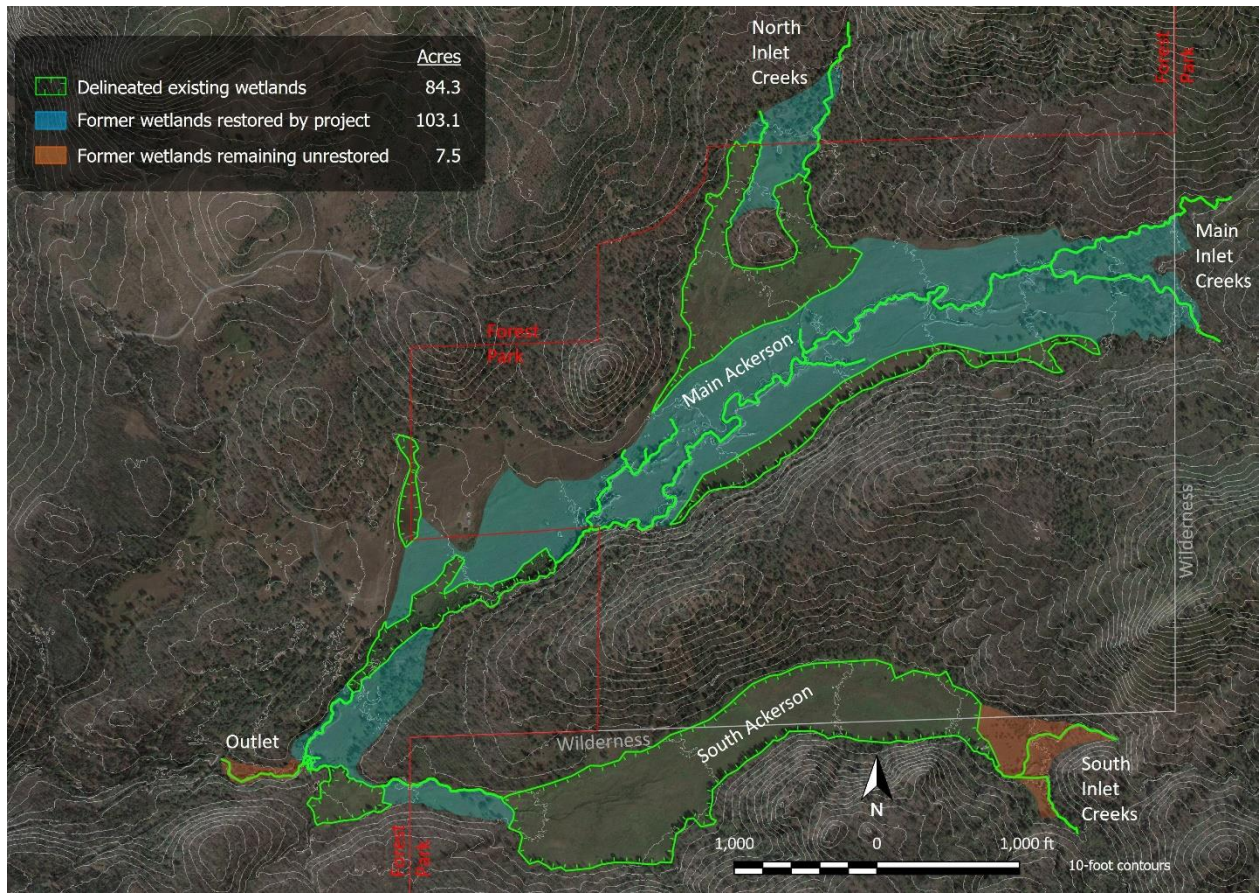 Acres
Delineated existing wetlands 84.3
Former wetlands restored by project 103.1
Former wetlands remaining unrestored 7.5
North
Inlet
Creeks
Forest
Park
Main
Inlet
Creeks
Forest
Park
Main Ackerson
Wilderness
South Ackerson
Outlet
Wilderness
South
Inlet
Creeks
Forest
Park
N
1,000 0 1,000 ft
10-foot contours